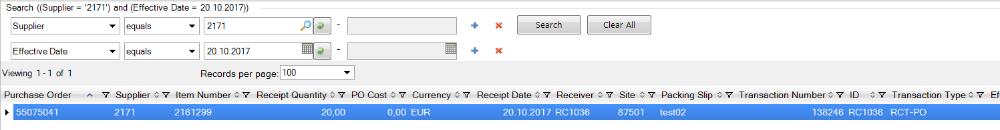 Search ((Supplier = '2171') and (Effective Date = 20.10.2017))
Supplier equals 2171 - Search Clear All
Effective Date equals 20.10.2017 -
Viewing 1 - 1 of 1 Records per page: 100
Purchase Order Supplier Item Number Receipt Quantity PO Cost Currency Receipt Date Receiver Site Packing Slip Transaction Number ID Transaction Type Ef
55075041 2171 2161299 20,00 0,00 EUR 20.10.2017 RC1036 87501 test02 138246 RC1036 RCT-PO